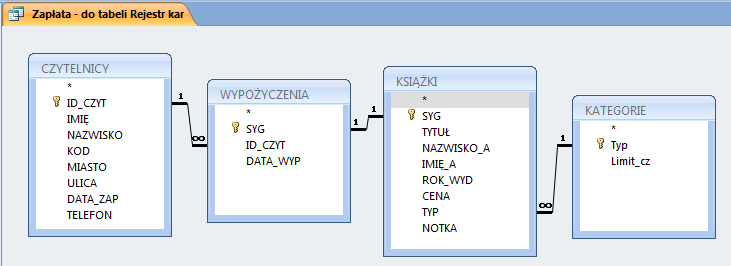 Zapłata - do tabeli Rejestr kar
CZYTELNICY
*
ID_CZYT
IMIĘ
NAZWISKO
KOD
MIASTO
ULICA
DATA_ZAP
TELEFON
1
∞
WYPOŻYCZENIA
*
SYG
ID_CZYT
DATA_WYP
1
1
KSIĄŻKI
*
SYG
TYTUŁ
NAZWISKO_A
IMIĘ_A
ROK_WYD
CENA
TYP
NOTKA
1
∞
KATEGORIE
*
Typ
Limit_cz